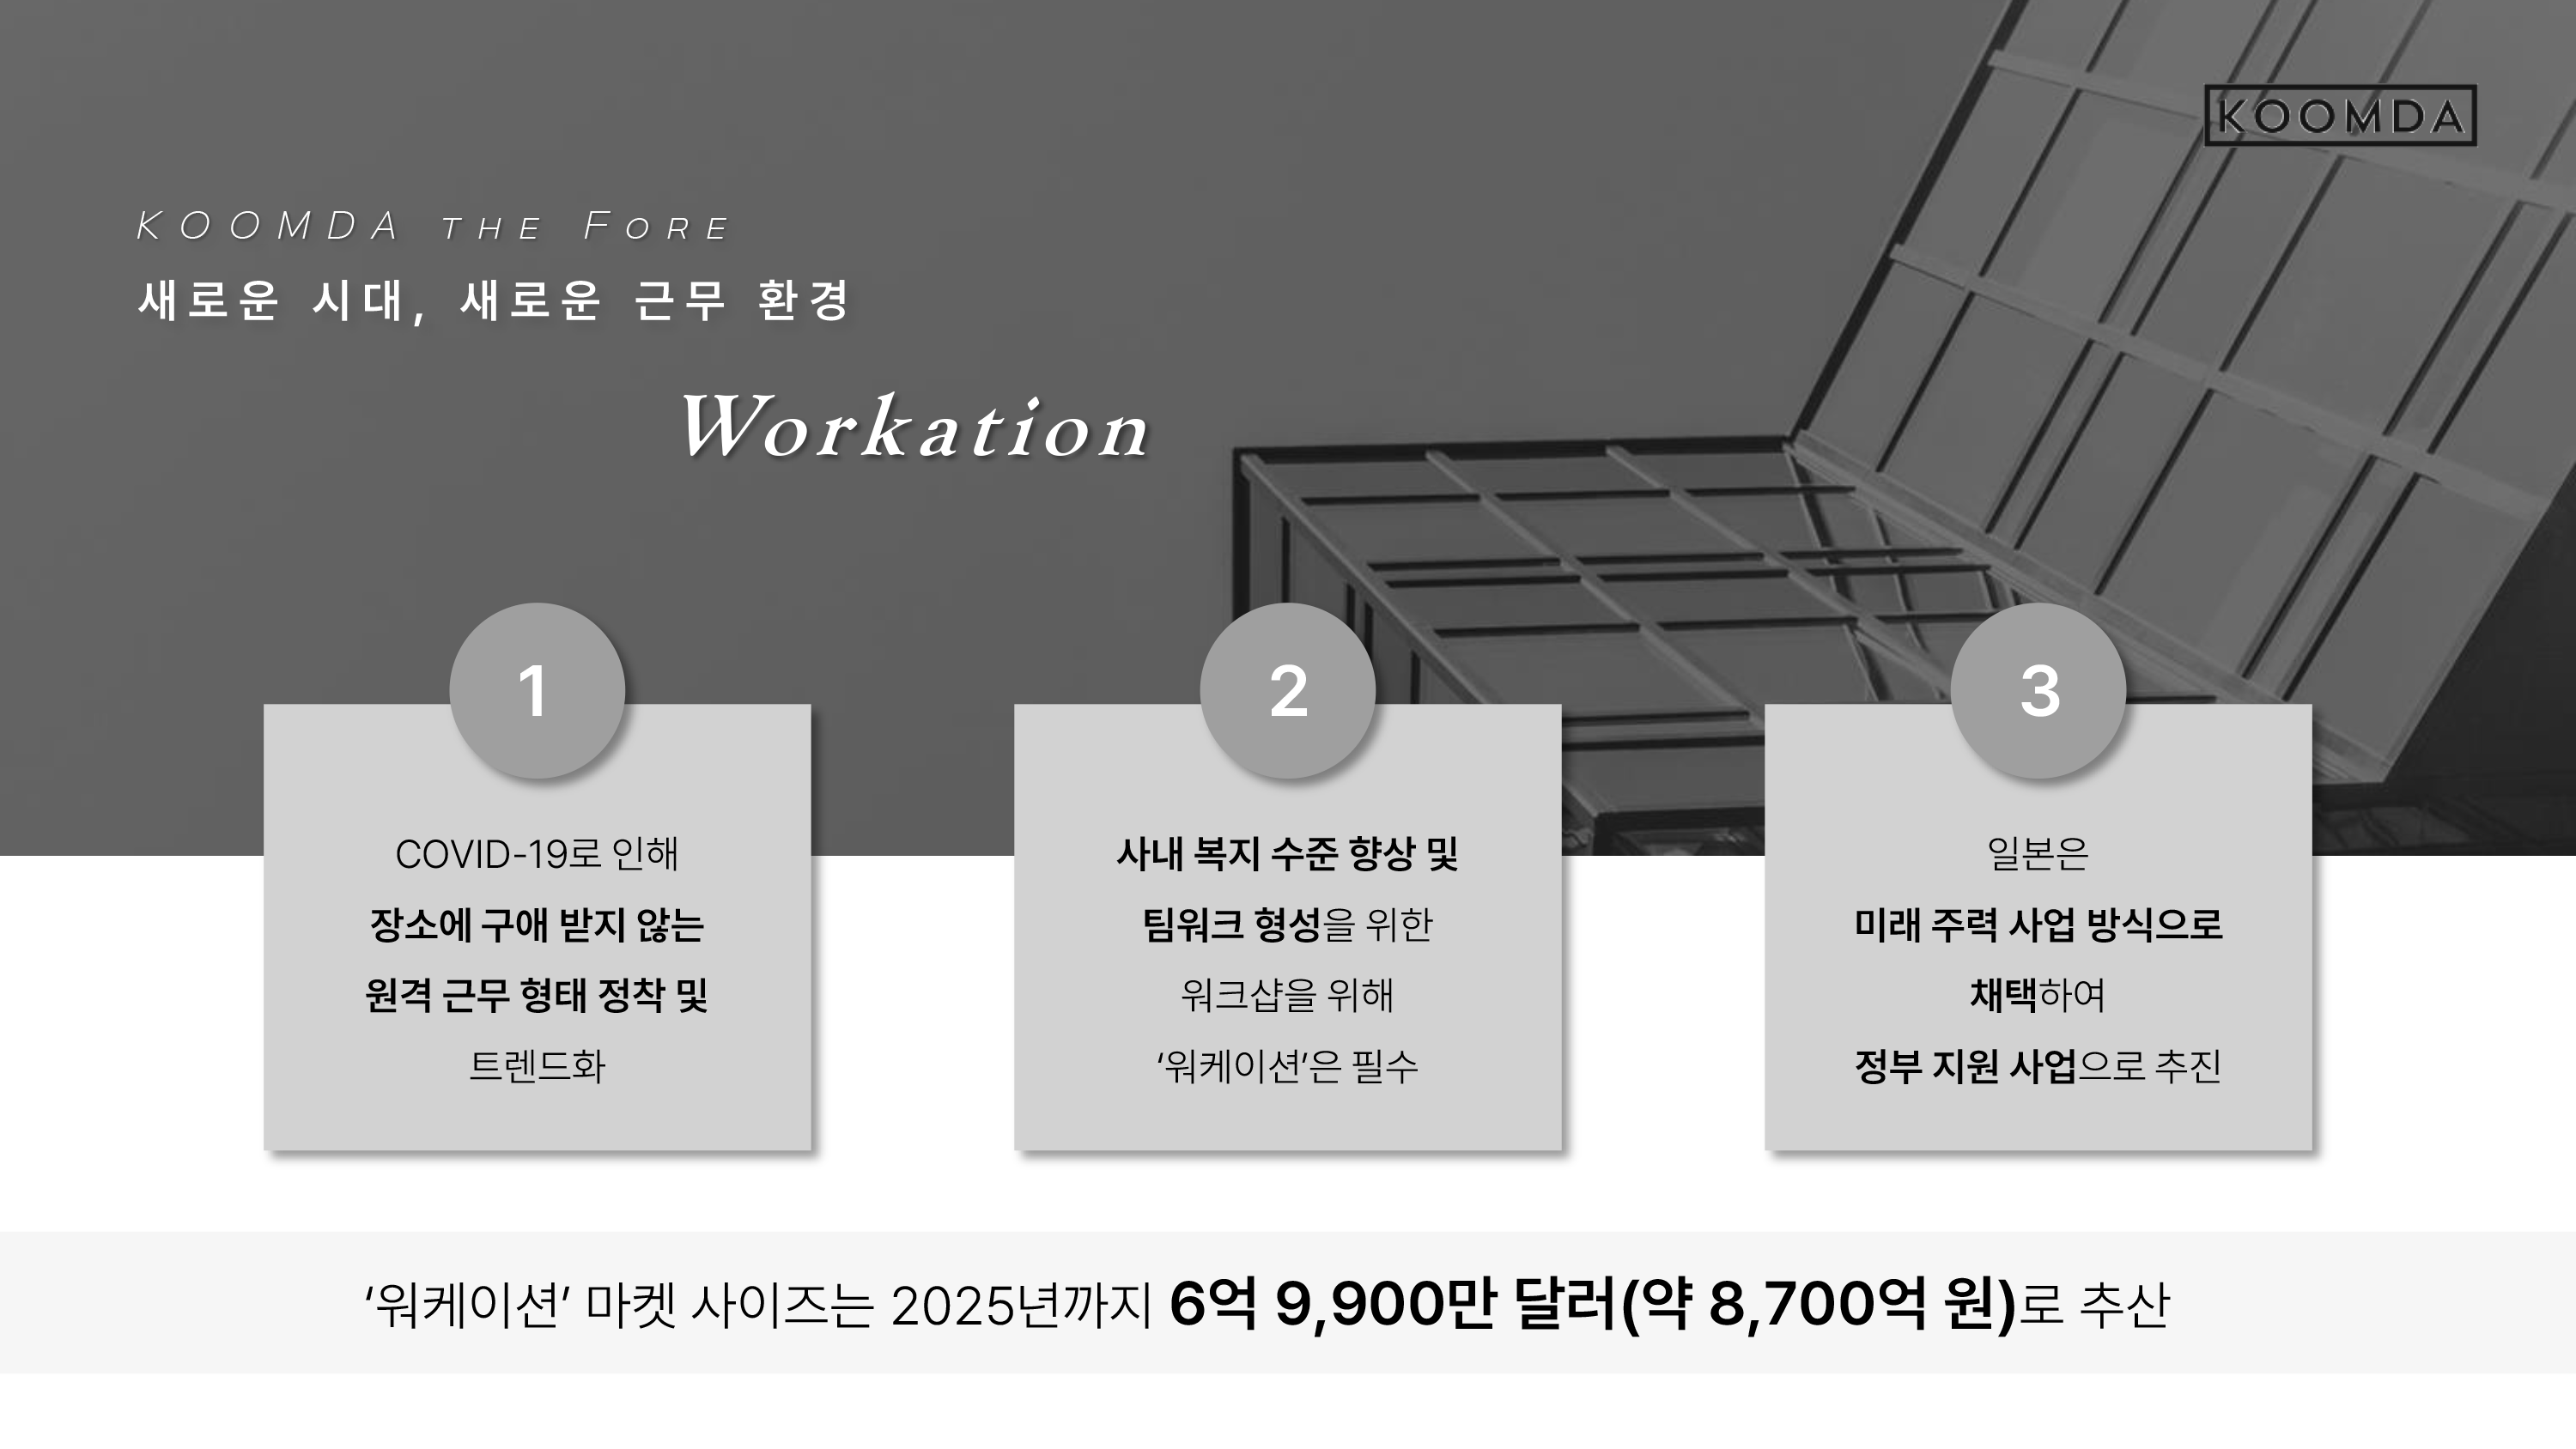 KOOMDA
KOOMDA THE FORE
새로운 시대, 새로운 근무 환경
Workation
1
COVID-19로 인해
장소에 구애 받지 않는
원격 근무 형태 정착 및
트렌드화
2
사내 복지 수준 향상 및
팀워크 형성을 위한
워크샵을 위해
‘워케이션’은 필수
3
일본은
미래 주력 사업 방식으로
채택하여
정부 지원 사업으로 추진
‘워케이션’ 마켓 사이즈는 2025년까지 6억 9,900만 달러(약 8,700억 원)로 추산